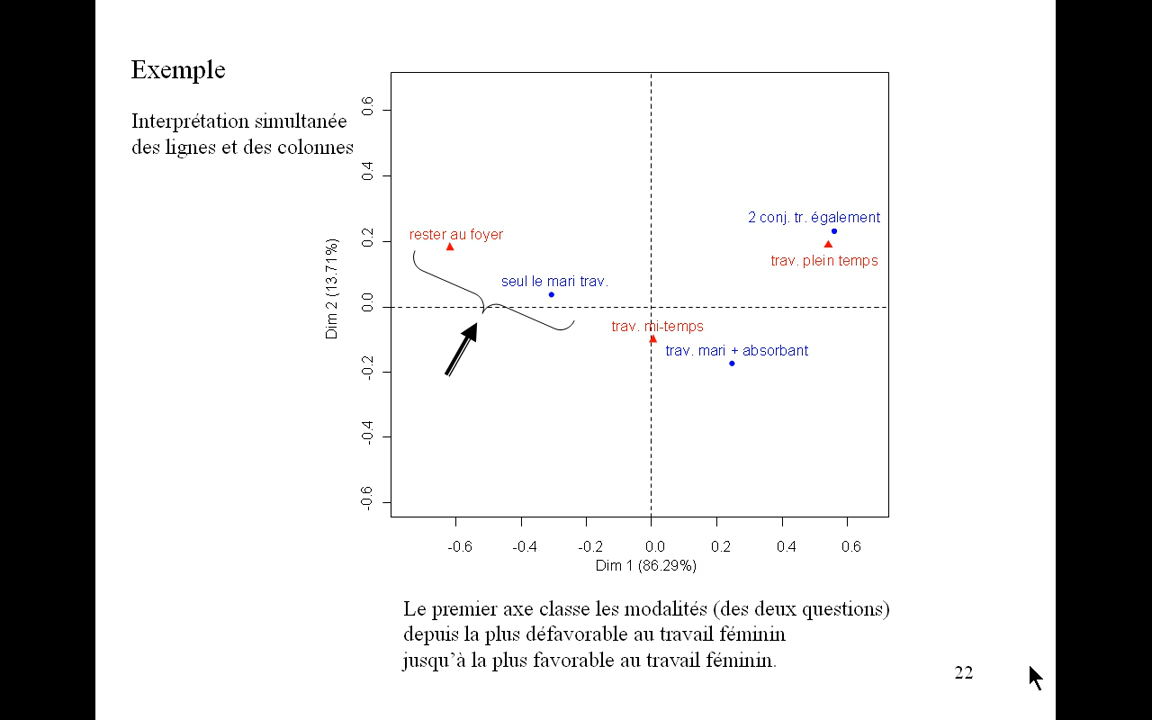 Exemple
Interprétation simultanée
des lignes et des colonnes
0.6
0.4
0.2
0.0
-0.2
-0.4
-0.6
Dim 2 (13.71%)
2 conj. tr. également
rester au foyer
trav. plein temps
seul le mari trav.
trav. mi-temps
trav. mari + absorbant
-0.6 -0.4 -0.2 0.0 0.2 0.4 0.6
Dim 1 (86.29%)
Le premier axe classe les modalités (des deux questions)
depuis la plus défavorable au travail féminin
jusqu'à la plus favorable au travail féminin.
22